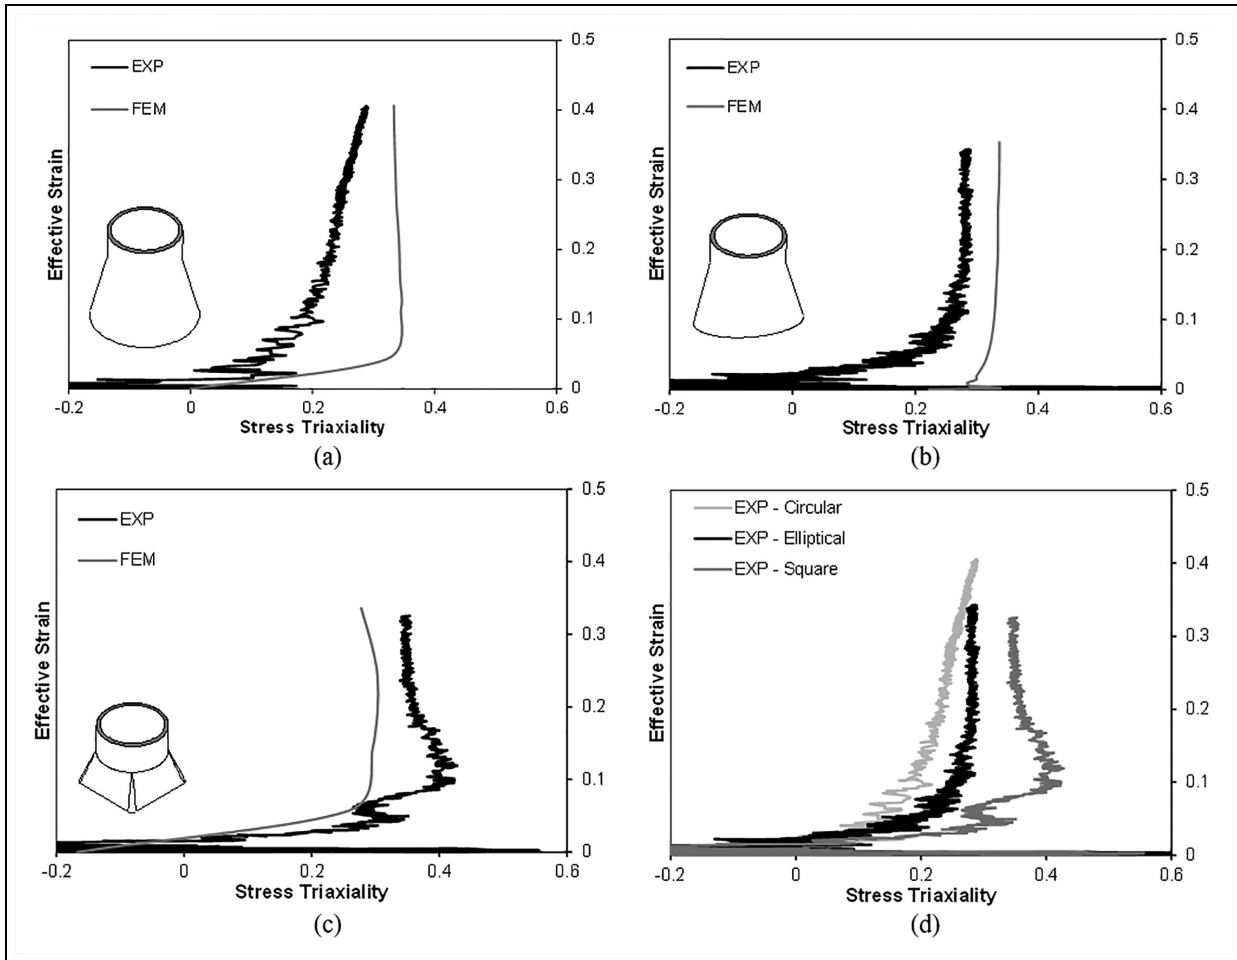 EXP
FEM
Effective Strain
0.5
0.4
0.3
0.2
0.1
0
-0.2 0 0.2 0.4 0.6
Stress Triaxiality
(a)
EXP
FEM
Effective Strain
0.5
0.4
0.3
0.2
0.1
0
-0.2 0 0.2 0.4 0.6
Stress Triaxiality
(b)
EXP
FEM
Effective Strain
0.5
0.4
0.3
0.2
0.1
0
-0.2 0 0.2 0.4 0.6
Stress Triaxiality
(c)
EXP - Circular
EXP - Elliptical
EXP - Square
Effective Strain
0.5
0.4
0.3
0.2
0.1
0
-0.2 0 0.2 0.4 0.6
Stress Triaxiality
(d)